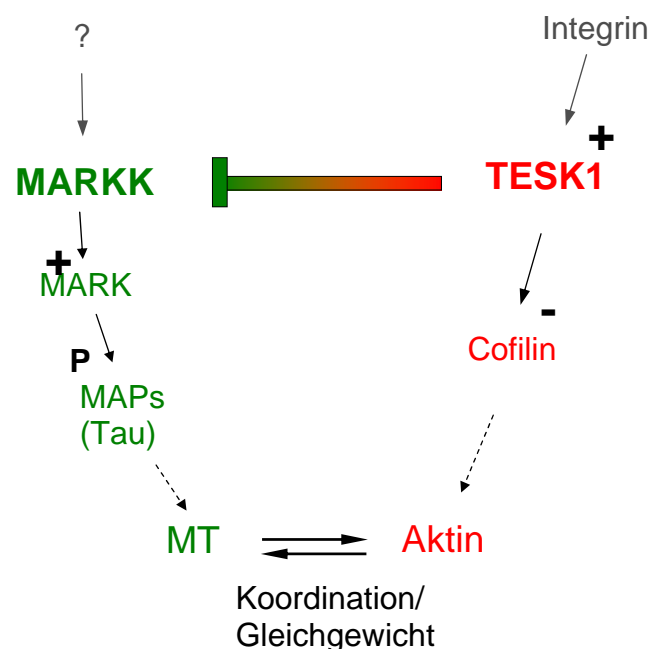 ?
Integrin
+
MARKK
TESK1
+
MARK
-
Cofilin
P
MAPs
(Tau)
MT
Aktin
Koordination/
Gleichgewicht